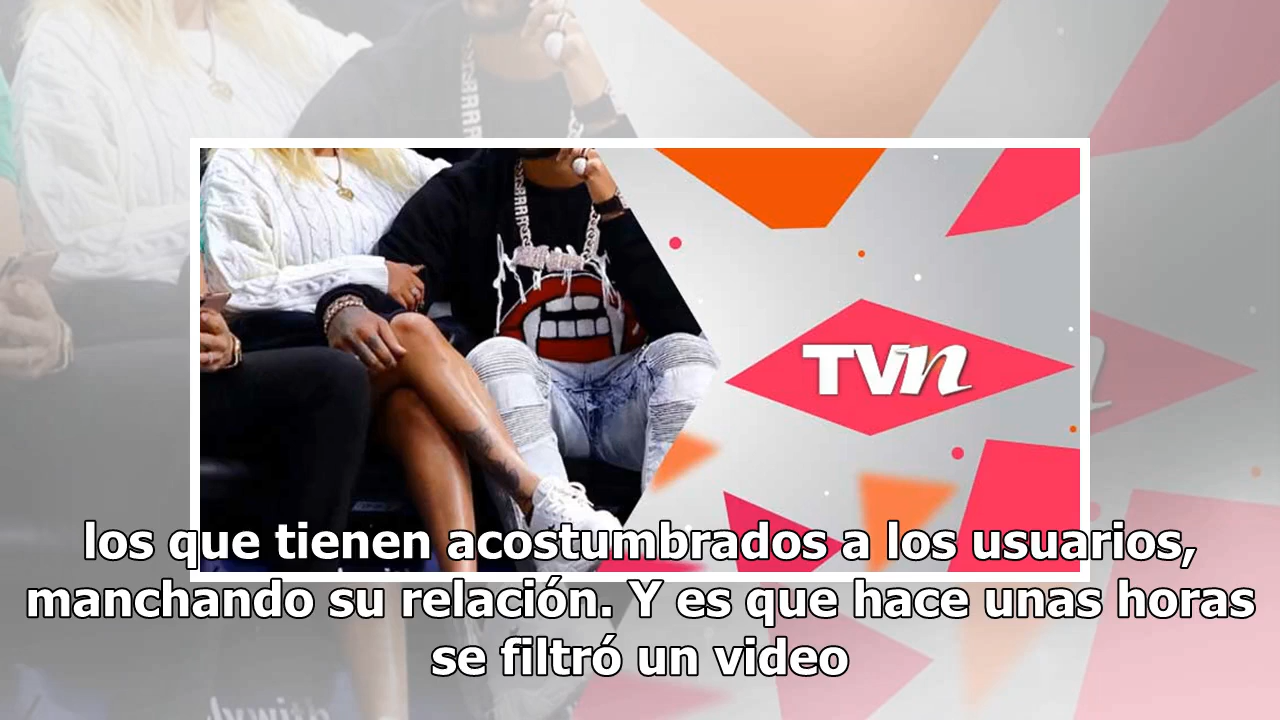 TVn
los que tienen acostumbrados a los usuarios,
manchando su relación. Y es que hace unas horas
se filtró un video